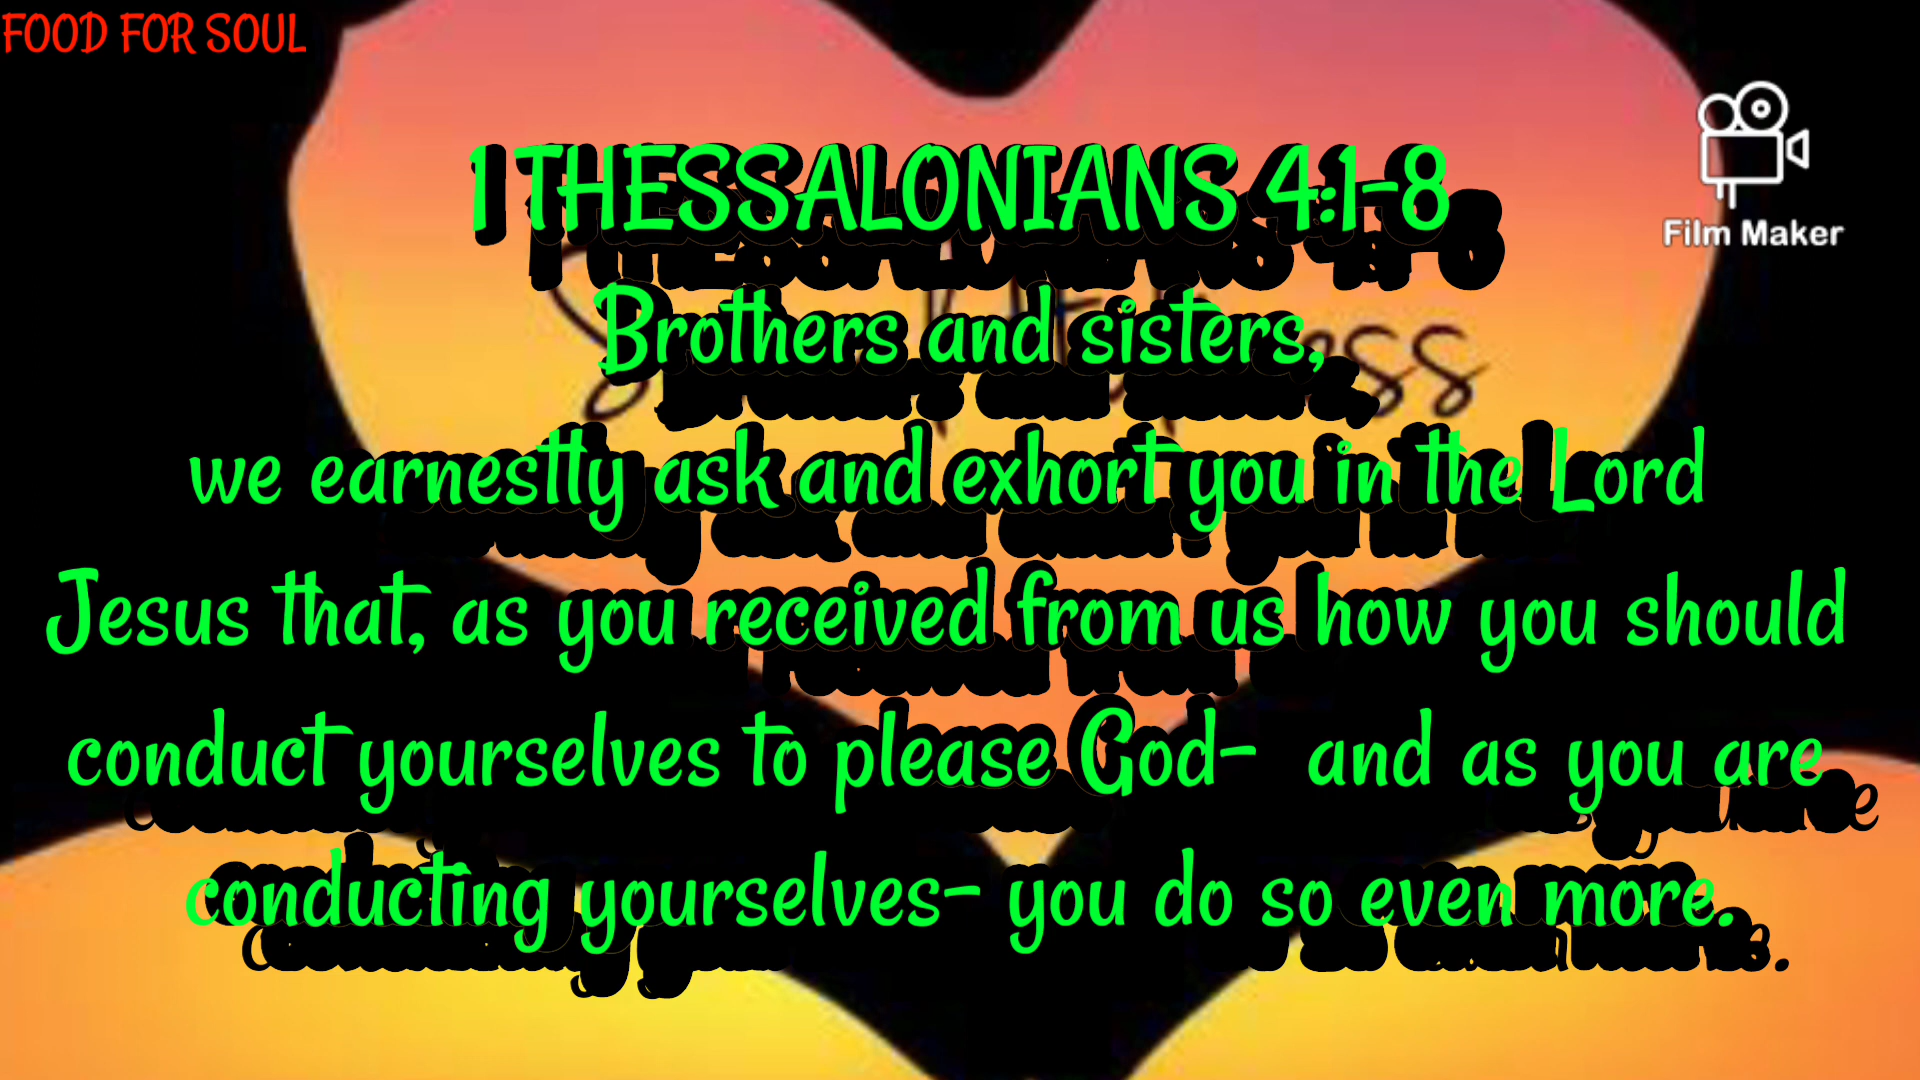 FOOD FOR SOUL
Film Maker
1 THESSALONIANS 4:1-8
Brothers and sisters,
we earnestly ask and exhort you in the Lord
Jesus that, as you received from us how you should
conduct yourselves to please God- and as you are
conducting yourselves- you do so even more.